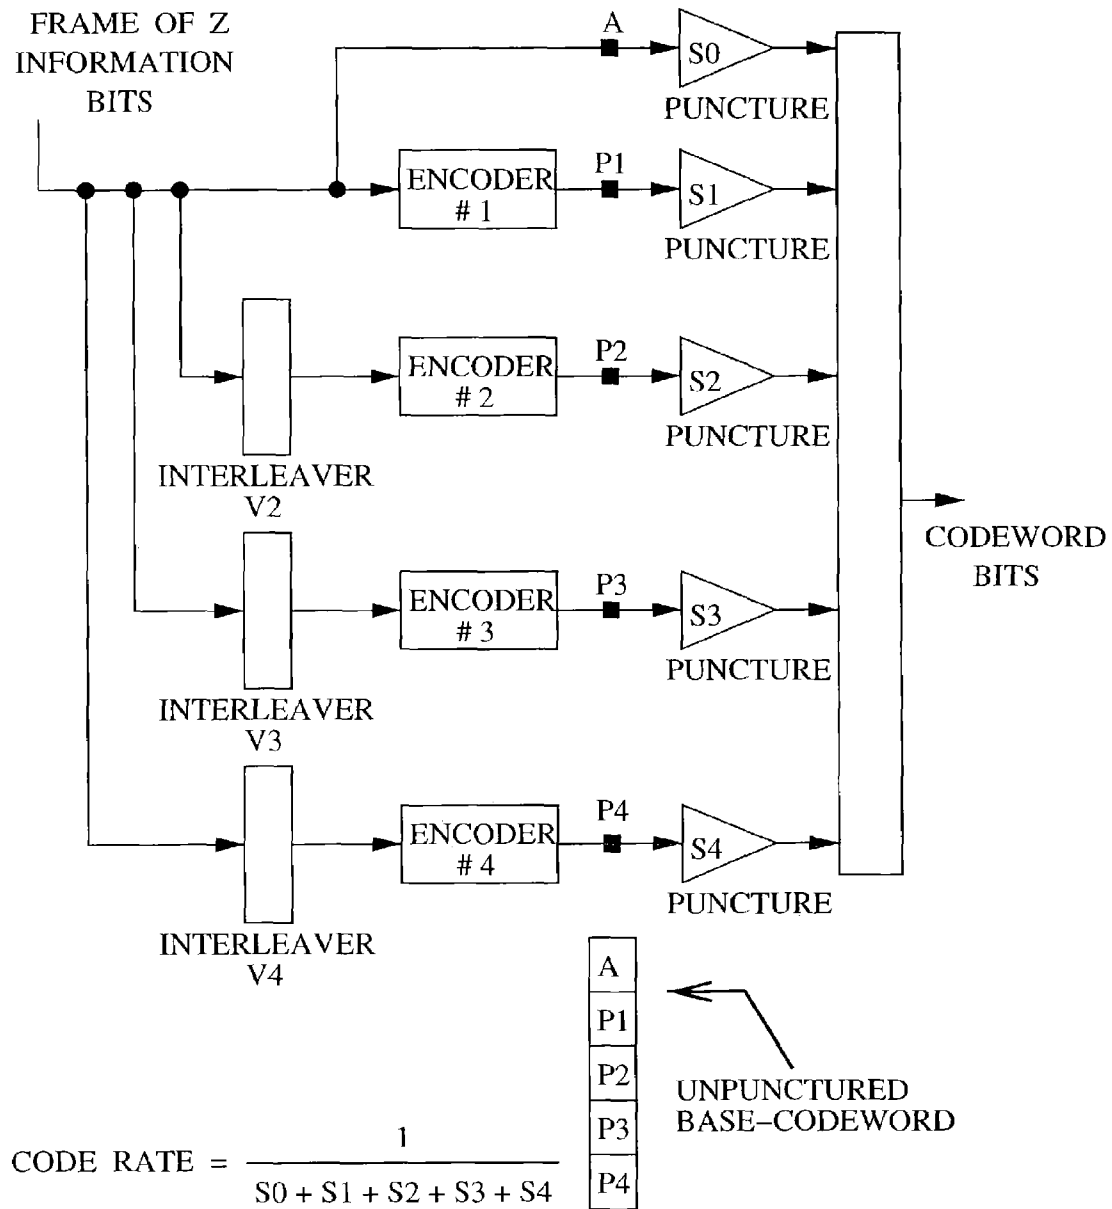 FRAME OF Z
INFORMATION
BITS
A
S0
PUNCTURE
ENCODER
# 1
P1
S1
PUNCTURE
INTERLEAVER
V2
ENCODER
# 2
P2
S2
PUNCTURE
CODEWORD
BITS
INTERLEAVER
V3
ENCODER
# 3
P3
S3
PUNCTURE
INTERLEAVER
V4
ENCODER
# 4
P4
S4
PUNCTURE
A
P1
P2
P3
P4
UNPUNCTURED
BASE–CODEWORD
CODE RATE =
1
S0 + S1 + S2 + S3 + S4